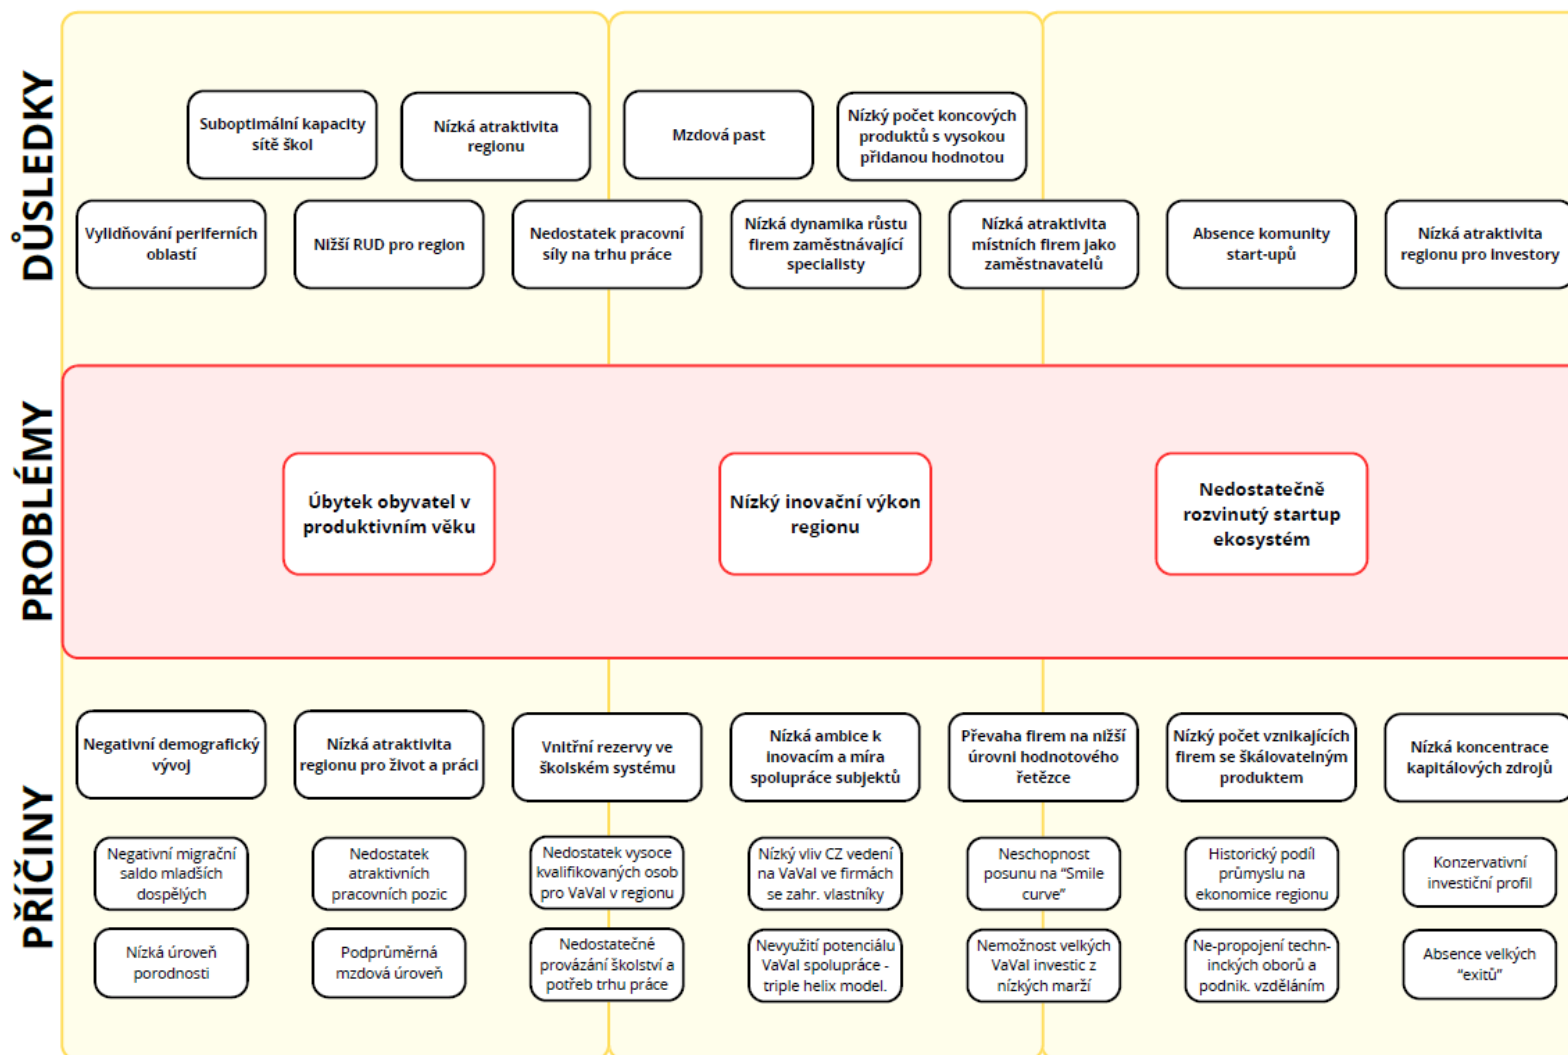 DŮSLEDKY
Suboptimální kapacity
sítě škol
Nízká atraktivita
regionu
Mzdová past
Nízký počet koncových
produktů s vysokou
přidanou hodnotou
Vylidňování periferních
oblastí
Nižší RUD pro region
Nedostatek pracovní
síly na trhu práce
Nízká dynamika růstu
firem zaměstnávající
specialisty
Nízká atraktivita
místních firem jako
zaměstnavatelů
Absence komunity
start-upů
Nízká atraktivita
regionu pro investory
PROBLÉMY
Úbytek obyvatel v
produktivním věku
Nízký inovační výkon
regionu
Nedostatečně
rozvinutý startup
ekosystém
PŘÍČINY
Negativní demografický
vývoj
Nízká atraktivita
regionu pro život a práci
Vnitřní rezervy ve
školském systému
Nízká ambice k
inovacím a míra
spolupráce subjektů
Převaha firem na nižší
úrovni hodnotového
řetězce
Nízký počet vznikajících
firem se škálovatelným
produktem
Nízká koncentrace
kapitálových zdrojů
Negativní migrační
saldo mladších
dospělých
Nedostatek
atraktivních
pracovních pozic
Nedostatek vysoce
kvalifikovaných osob
pro VaVaI v regionu
Nízký vliv CZ vedení
na VaVaI ve firmách
se zahr. vlastníky
Neschopnost
posunu na “Smile
curve”
Historický podíl
průmyslu na
ekonomice regionu
Konzervativní
investiční profil
Nízká úroveň
porodnosti
Podprůměrná
mzdová úroveň
Nedostatečné
provázání školství a
potřeb trhu práce
Nevyužití potenciálu
VaVaI spolupráce -
triple helix model.
Nemožnost velkých
VaVaI investic z
nízkých marží
Ne-propojení techn-
inckých oborů a
podnik. vzděláním
Absence velkých
“exitů”